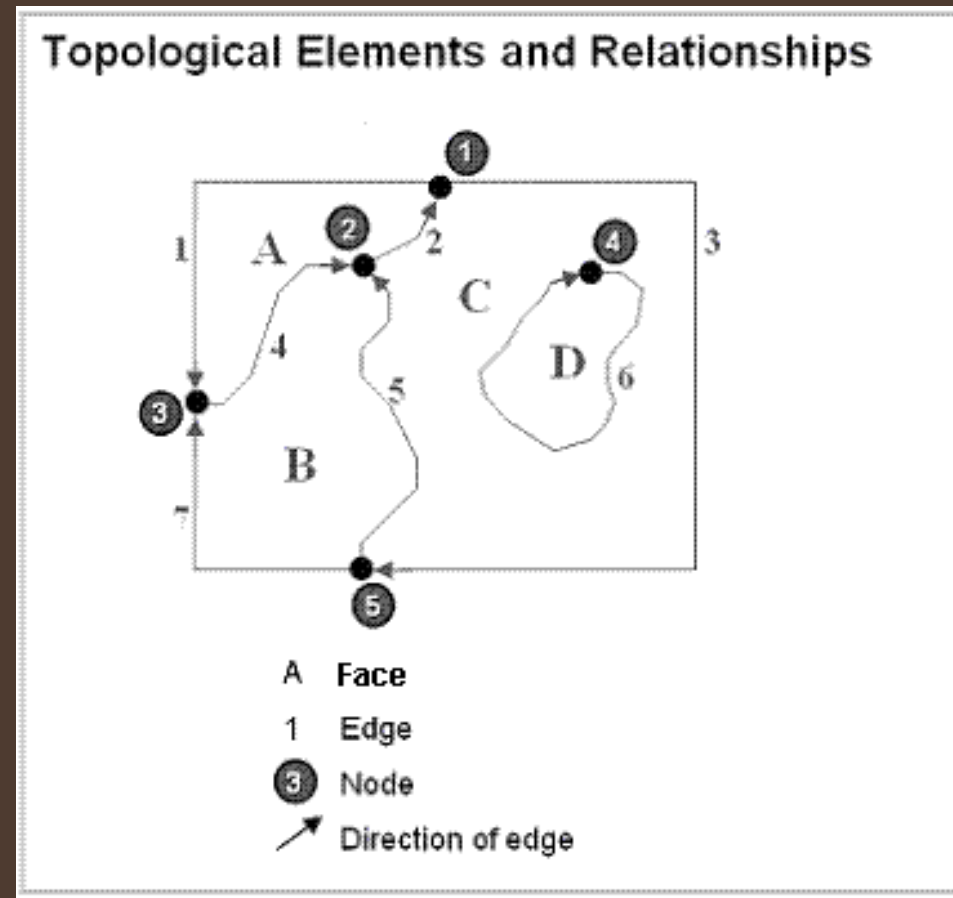 Topological Elements and Relationships
1
1
A
2
2
4
3
C
4
D
6
5
3
B
7
5
A Face
1 Edge
3 Node
Direction of edge